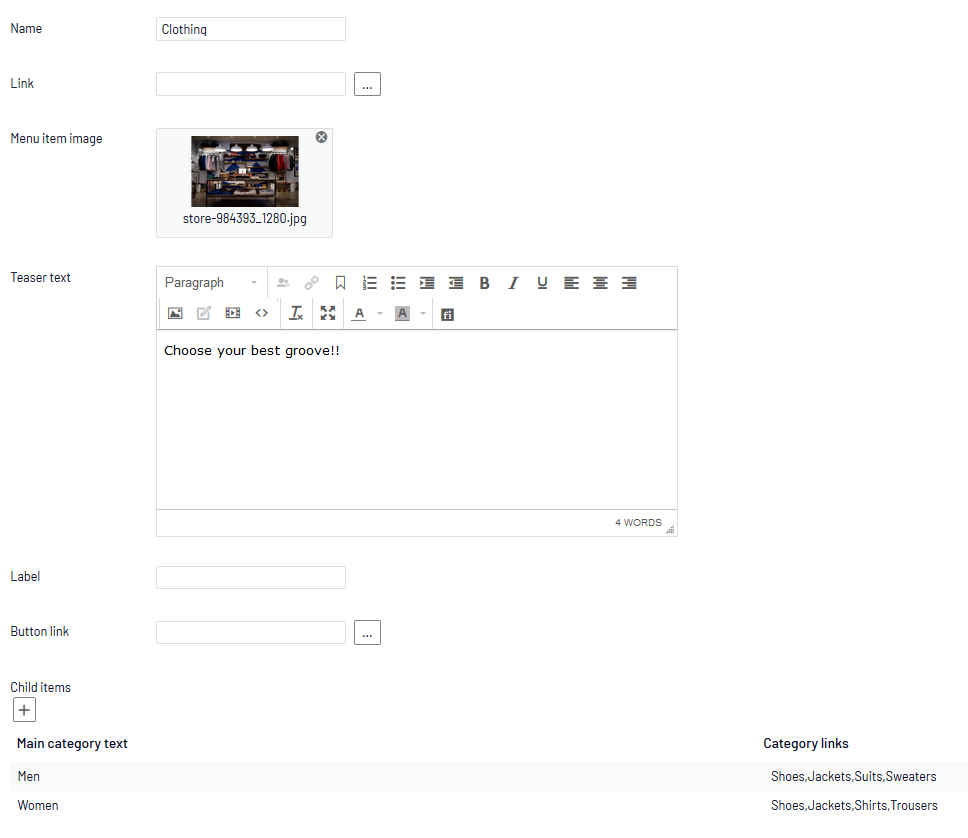 Name
Clothing
Link
...
Menu item image
store-984393_1280.jpg
Teaser text
Paragraph
B I U
A A fi
Choose your best groove!!
4 WORDS
Label
Button link
...
Child items
+
Main category text Category links
Men Shoes,Jackets,Suits,Sweaters
Women Shoes,Jackets,Shirts,Trousers